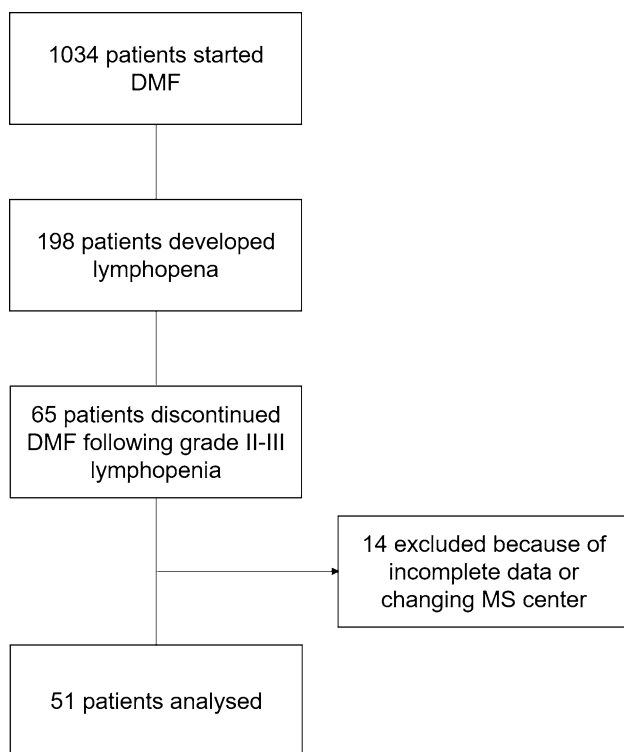 1034 patients started
DMF
198 patients developed
lymphopena
65 patients discontinued
DMF following grade II-III
lymphopenia
14 excluded because of
incomplete data or
changing MS center
51 patients analysed